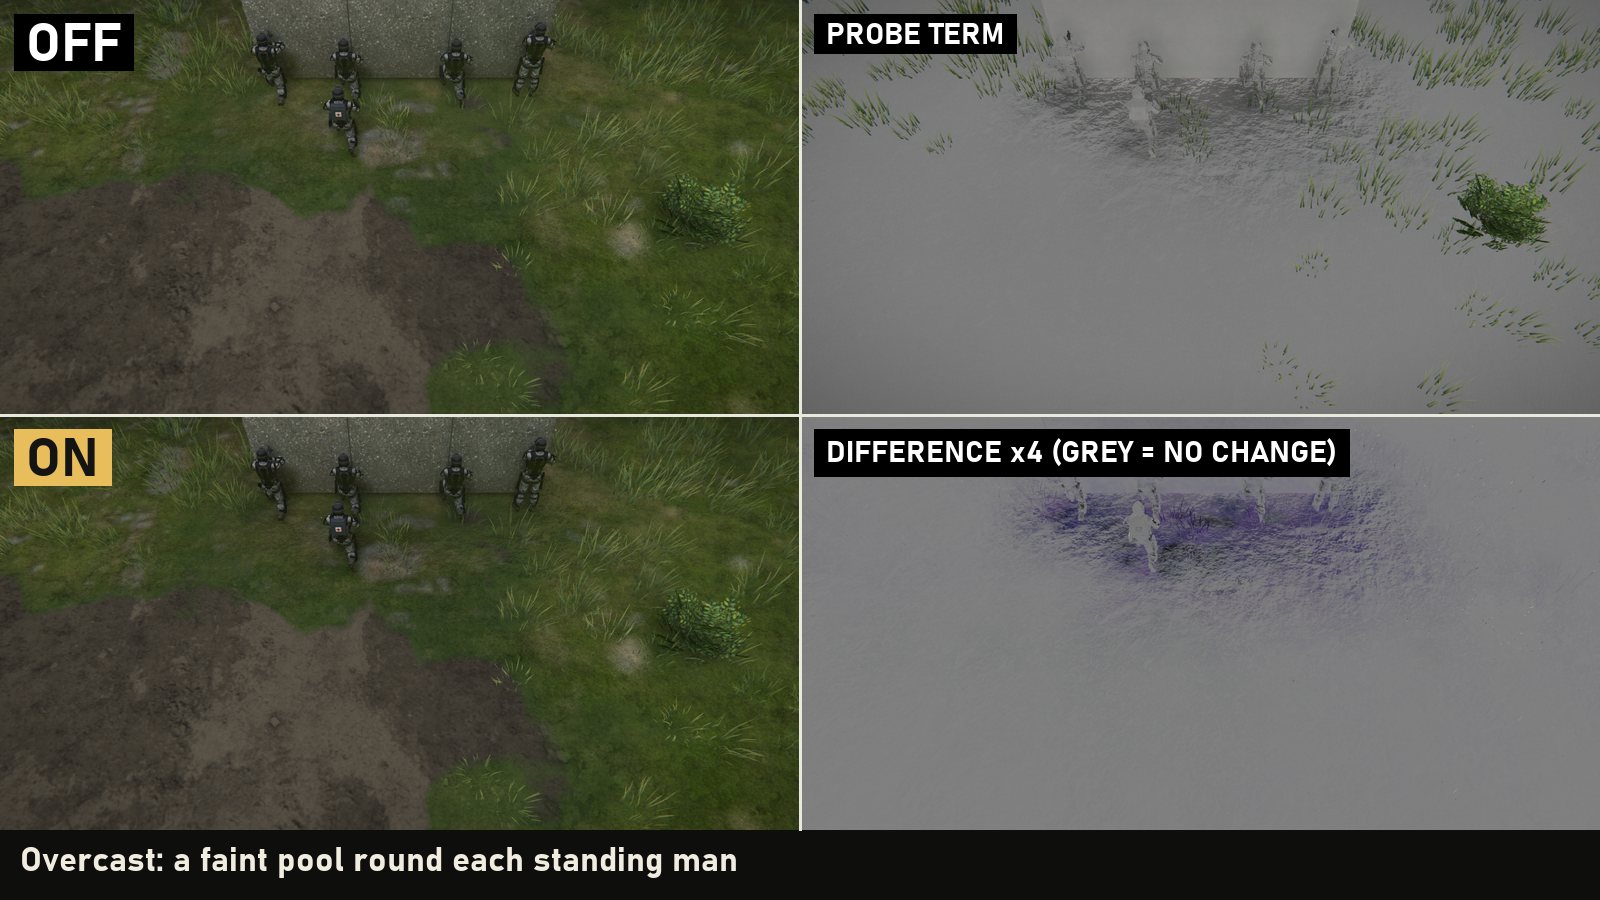 OFF
PROBE TERM
ON
DIFFERENCE x4 (GREY = NO CHANGE)
Overcast: a faint pool round each standing man